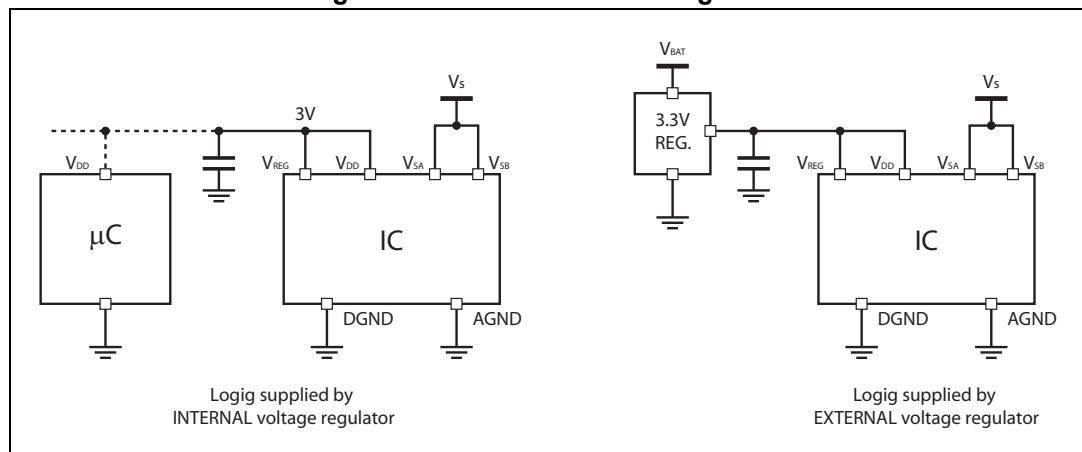 VBAT
Vs
3V
3.3V
REG.
Vs
VDD
VREG
VDD
VSA
VSB
VREG
VDD
VSA
VSB
μC
IC
IC
DGND
AGND
DGND
AGND
Logig supplied by
INTERNAL voltage regulator
Logig supplied by
EXTERNAL voltage regulator